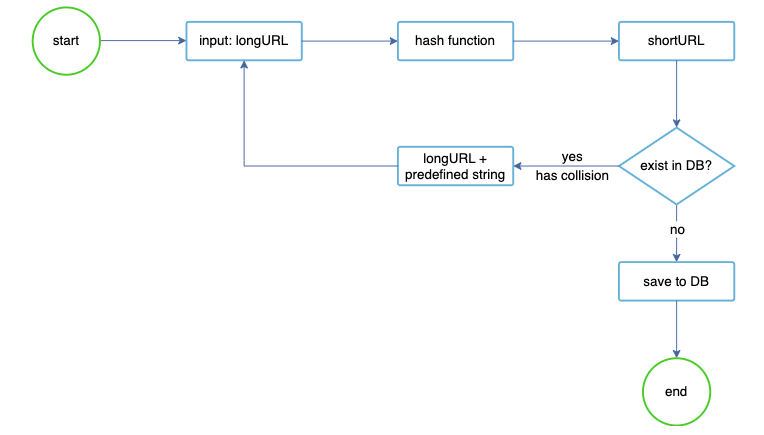 start
input: longURL
hash function
shortURL
longURL +
predefined string
yes
has collision
exist in DB?
no
save to DB
end